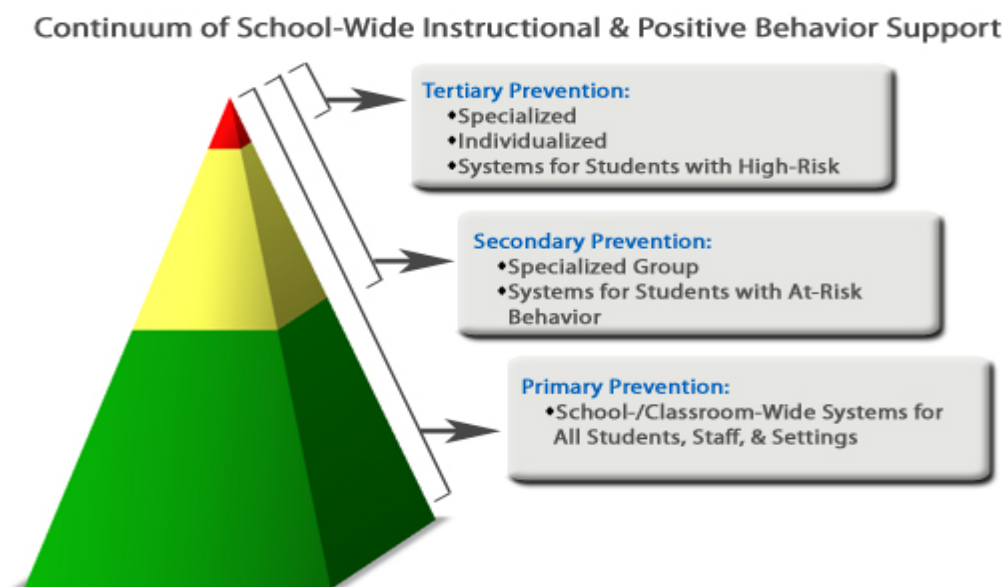 Continuum of School-Wide Instructional & Positive Behavior Support
Tertiary Prevention:
◆Specialized
◆Individualized
◆Systems for Students with High-Risk
Secondary Prevention:
◆Specialized Group
◆Systems for Students with At-Risk
Behavior
Primary Prevention:
◆School-/Classroom-Wide Systems for
All Students, Staff, & Settings